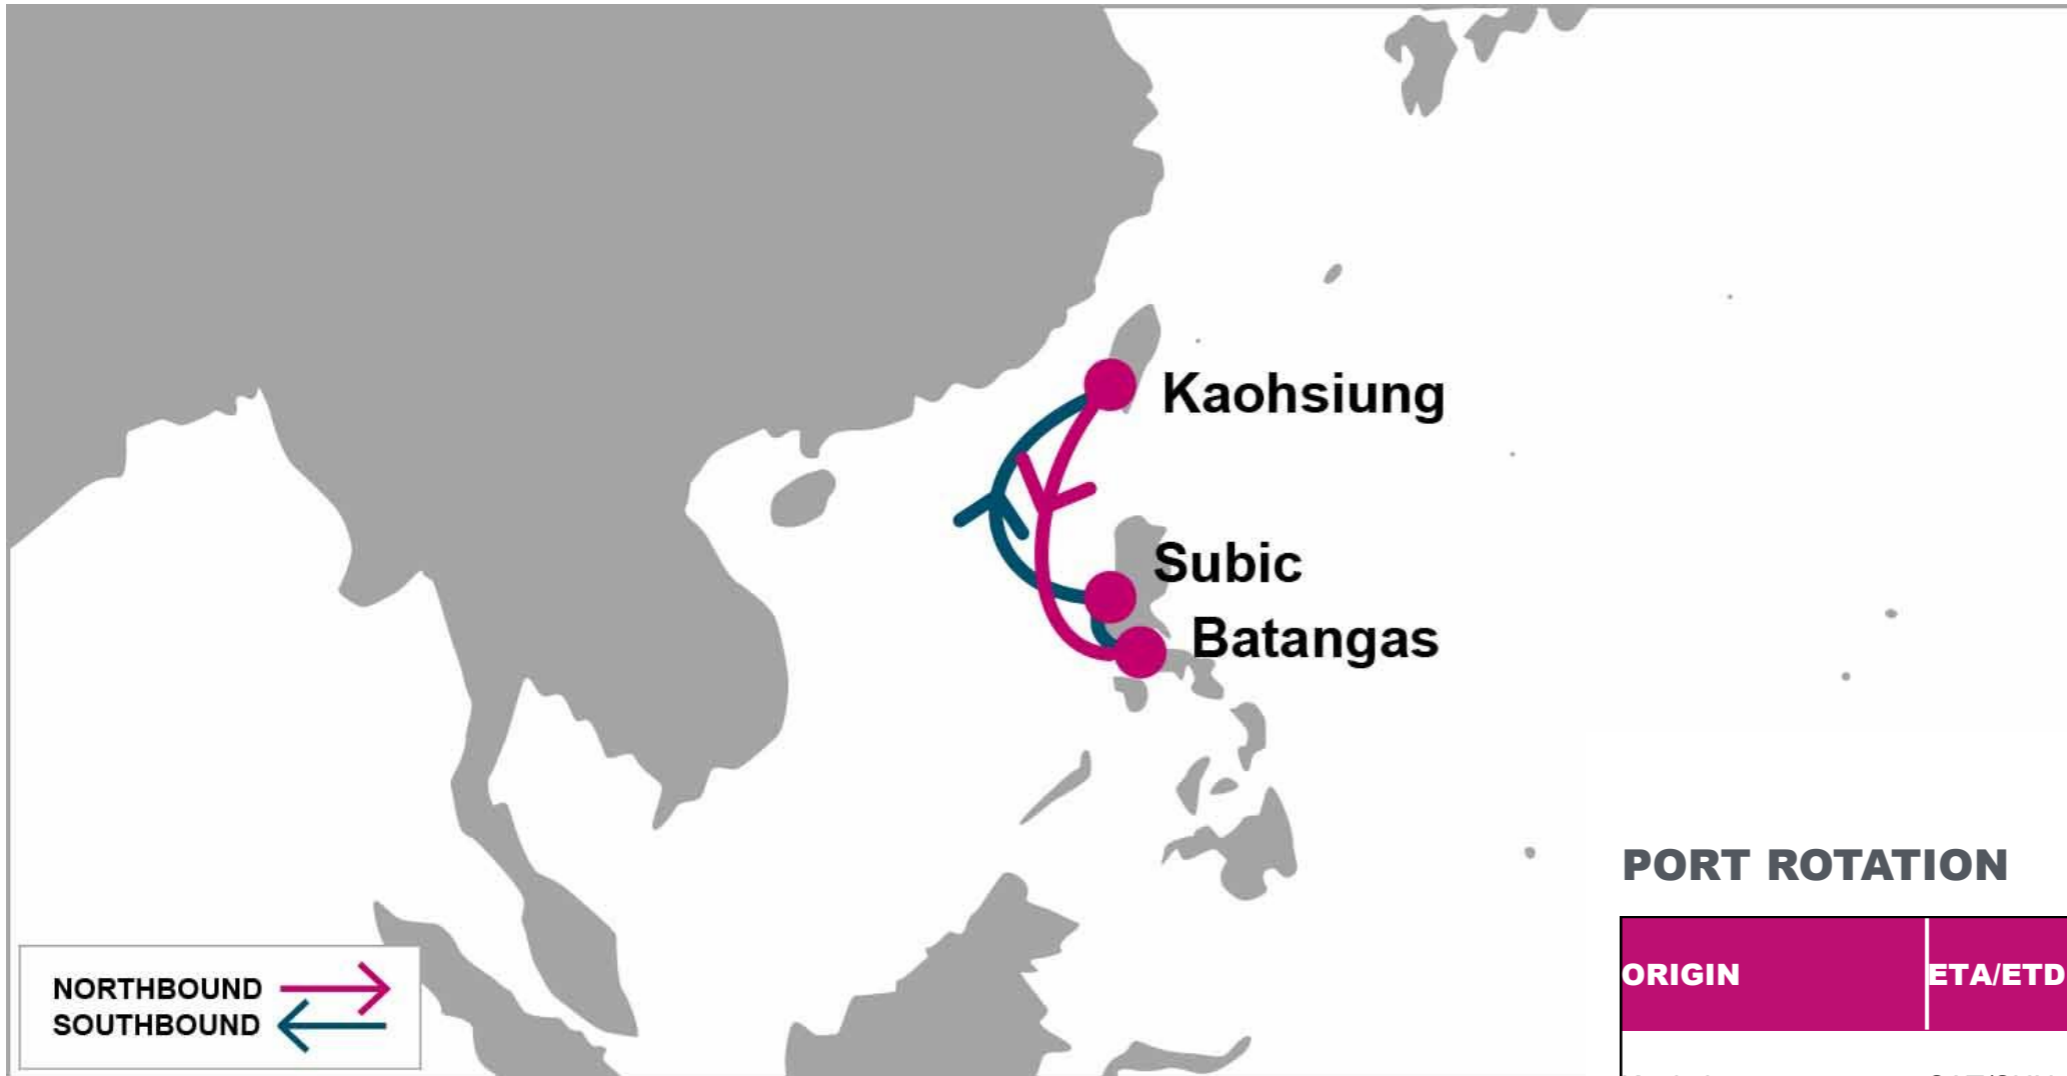 Kaohsiung
Subic
Batangas
PORT ROTATION
ORIGIN ETA/ETD
NORTHBOUND
SOUTHBOUND